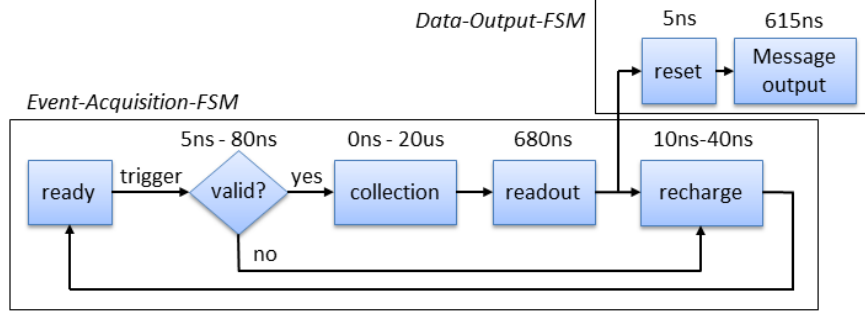 Data-Output-FSM
5ns
615ns
reset
Message
output
Event-Acquisition-FSM
5ns - 80ns
0ns - 20us
680ns
10ns-40ns
ready
trigger
valid?
yes
collection
readout
recharge
no